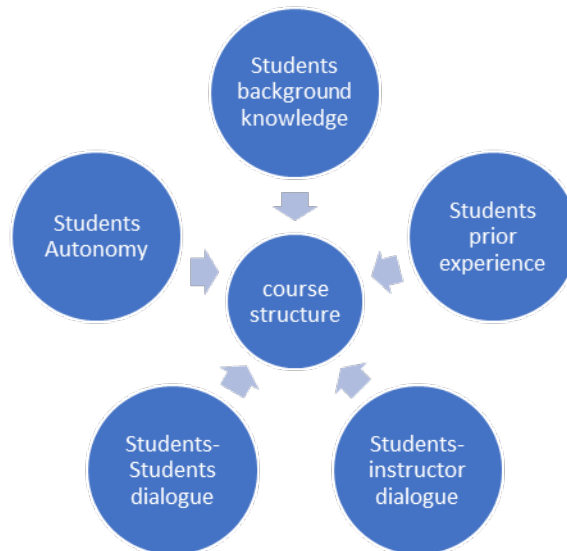 Students
background
knowledge
Students
Autonomy
Students
prior
experience
course
structure
Students-
Students
dialogue
Students-
instructor
dialogue